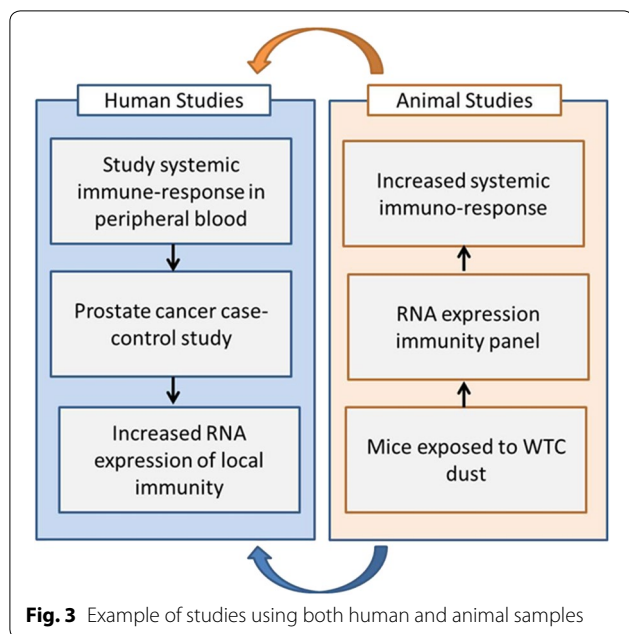 Human Studies
Study systemic
immune-response in
peripheral blood
Prostate cancer case-
control study
Increased RNA
expression of local
immunity
Animal Studies
Increased systemic
immuno-response
RNA expression
immunity panel
Mice exposed to WTC
dust
Fig. 3 Example of studies using both human and animal samples